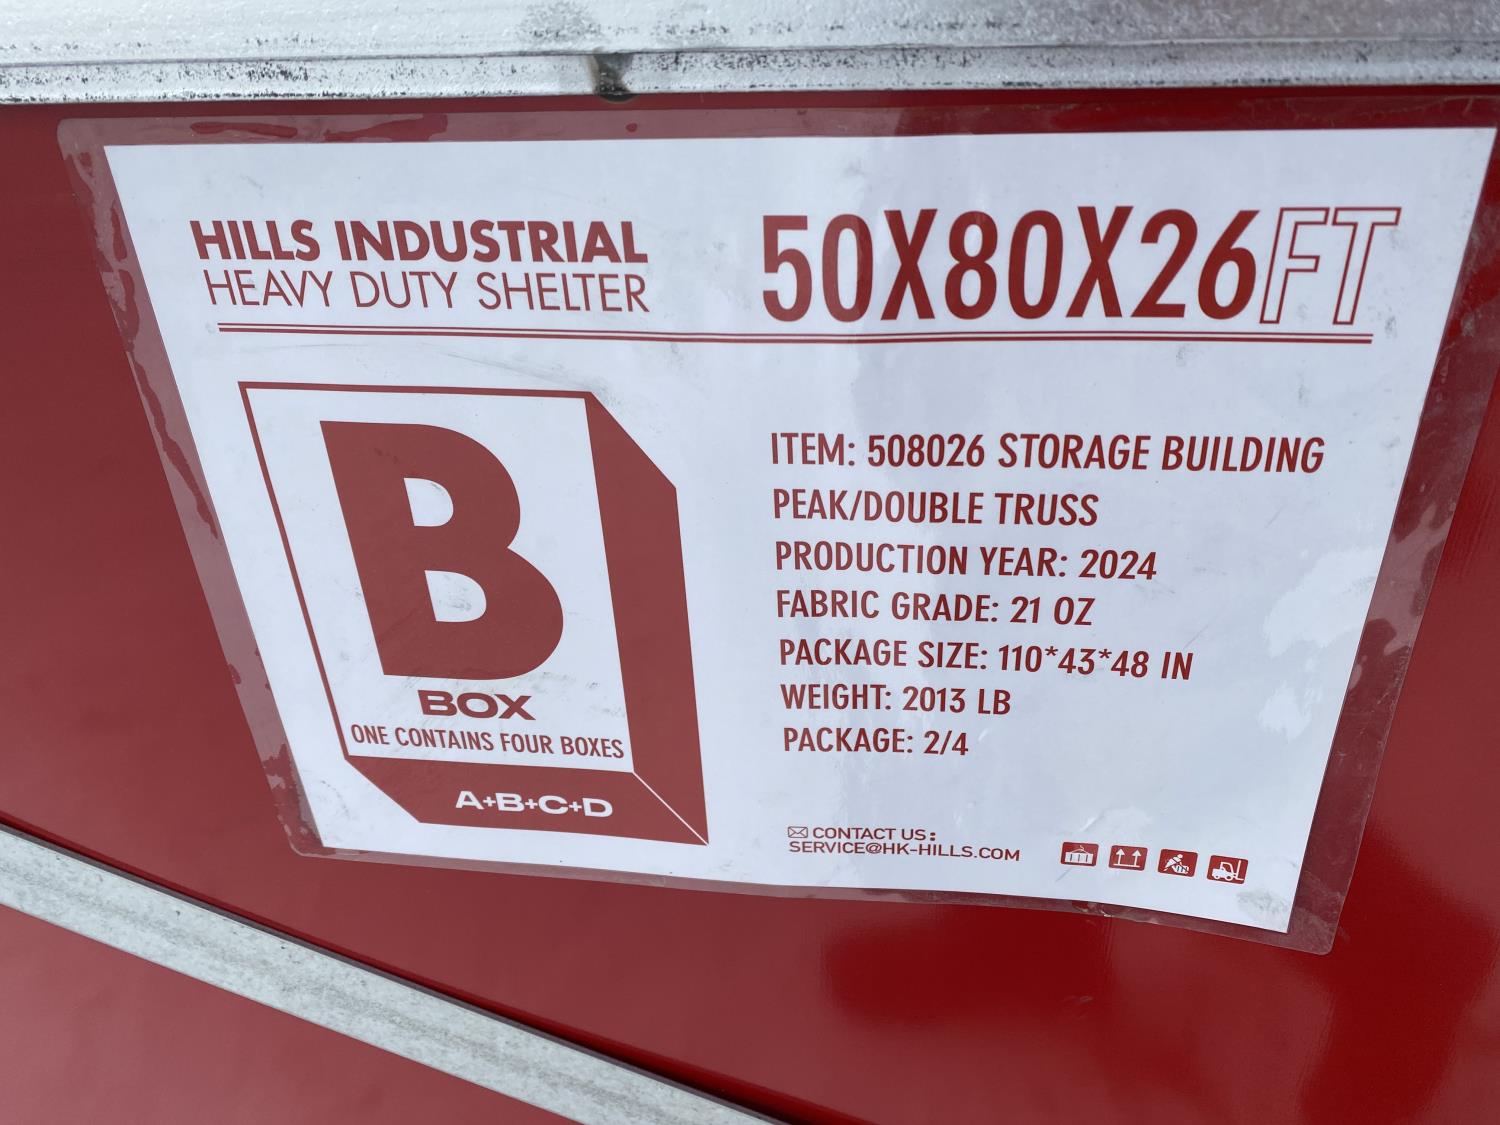 HILLS INDUSTRIAL
HEAVY DUTY SHELTER
50X80X26FT
B
BOX
ONE CONTAINS FOUR BOXES
A+B+C+D
ITEM: 508026 STORAGE BUILDING
PEAK/DOUBLE TRUSS
PRODUCTION YEAR: 2024
FABRIC GRADE: 21 OZ
PACKAGE SIZE: 110*43*48 IN
WEIGHT: 2013 LB
PACKAGE: 2/4
CONTACT US:
SERVICE@HK-HILLS.COM